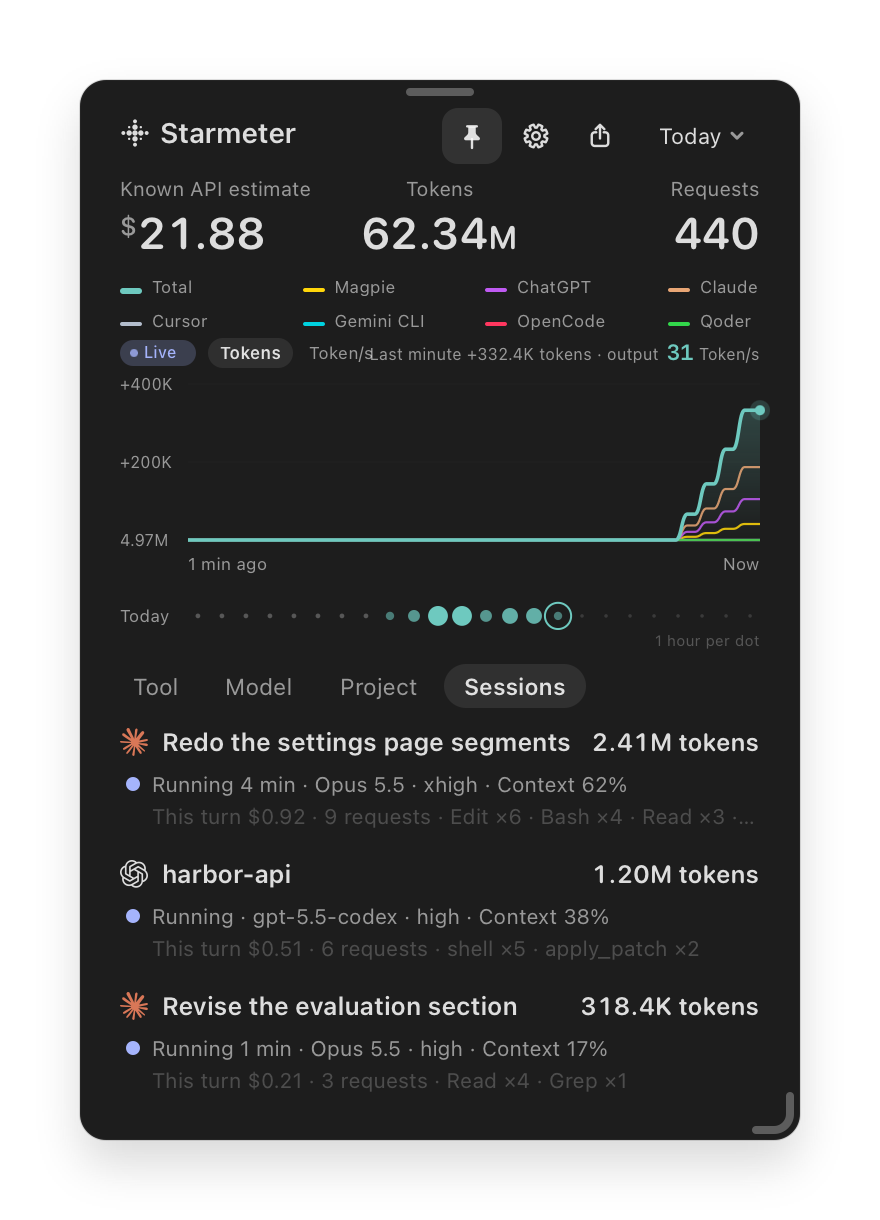 Starmeter
Today
Known API estimate Tokens Requests
$21.88 62.34M 440
Total Magpie ChatGPT Claude
Cursor Gemini CLI OpenCode Qoder
Live Tokens Token/s Last minute +332.4K tokens · output 31 Token/s
+400K
+200K
4.97M
1 min ago Now
Today
1 hour per dot
Tool Model Project Sessions
Redo the settings page segments 2.41M tokens
Running 4 min · Opus 5.5 · xhigh · Context 62%
This turn $0.92 · 9 requests · Edit ×6 · Bash ×4 · Read ×3 ·…
harbor-api 1.20M tokens
Running · gpt-5.5-codex · high · Context 38%
This turn $0.51 · 6 requests · shell ×5 · apply_patch ×2
Revise the evaluation section 318.4K tokens
Running 1 min · Opus 5.5 · high · Context 17%
This turn $0.21 · 3 requests · Read ×4 · Grep ×1